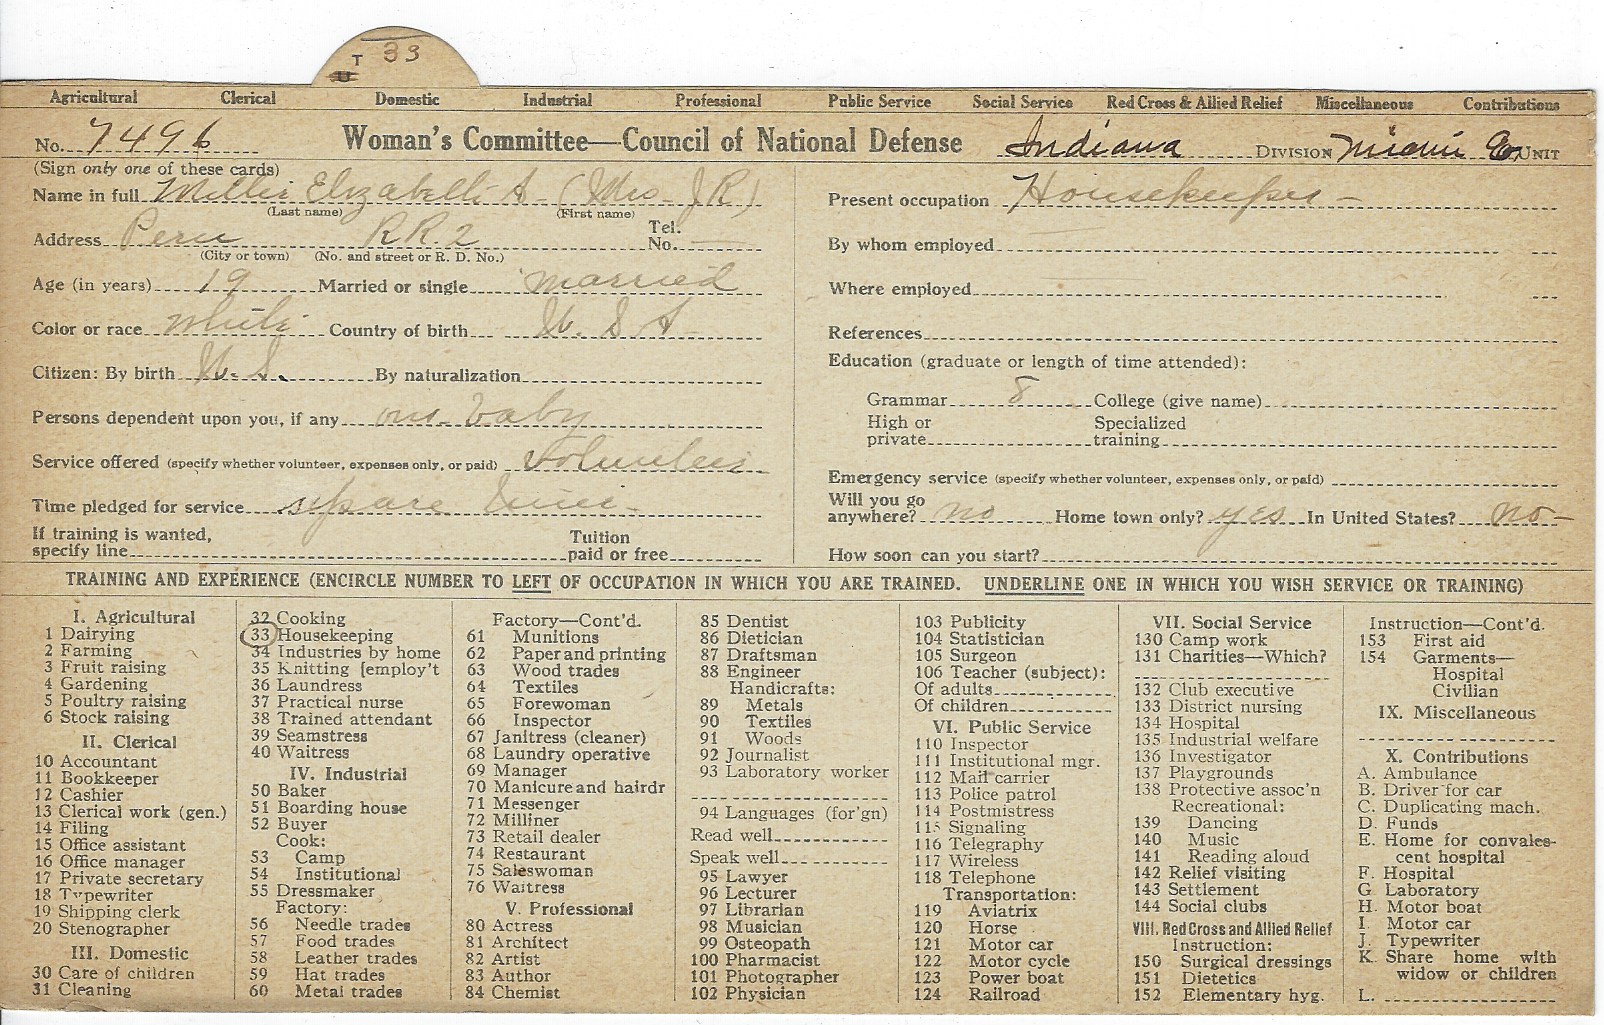 T 33
U
Agricultural Clerical Domestic Industrial Professional Public Service Social Service Red Cross & Allied Relief Miscellaneous Contributions
No. 7496 Woman's Committee—Council of National Defense Indiana DIVISION Miami Co. UNIT
(Sign only one of these cards)
Name in full Miller Elizabeth A - (Mrs - J R)
(Last name) (First name)
Address Peru RR. 2 Tel. No. —
(City or town) (No. and street or R. D. No.)
Age (in years) 19 Married or single married
Color or race white Country of birth U. S A -
Citizen: By birth U. S. By naturalization
Persons dependent upon you, if any one baby
Service offered (specify whether volunteer, expenses only, or paid) volunteer
Time pledged for service spare time -
If training is wanted, specify line Tuition paid or free
Present occupation Housekeeper -
By whom employed
Where employed
References
Education (graduate or length of time attended):
Grammar 8 College (give name)
High or private Specialized training
Emergency service (specify whether volunteer, expenses only, or paid)
Will you go anywhere? no Home town only? yes In United States? no -
How soon can you start?
TRAINING AND EXPERIENCE (ENCIRCLE NUMBER TO LEFT OF OCCUPATION IN WHICH YOU ARE TRAINED. UNDERLINE ONE IN WHICH YOU WISH SERVICE OR TRAINING)
I. Agricultural
1 Dairying
2 Farming
3 Fruit raising
4 Gardening
5 Poultry raising
6 Stock raising
II. Clerical
10 Accountant
11 Bookkeeper
12 Cashier
13 Clerical work (gen.)
14 Filing
15 Office assistant
16 Office manager
17 Private secretary
18 Typewriter
19 Shipping clerk
20 Stenographer
III. Domestic
30 Care of children
31 Cleaning
32 Cooking
33 Housekeeping
34 Industries by home
35 Knitting [employ't
36 Laundress
37 Practical nurse
38 Trained attendant
39 Seamstress
40 Waitress
IV. Industrial
50 Baker
51 Boarding house
52 Buyer
Cook:
53 Camp
54 Institutional
55 Dressmaker
Factory:
56 Needle trades
57 Food trades
58 Leather trades
59 Hat trades
60 Metal trades
Factory—Cont'd.
61 Munitions
62 Paper and printing
63 Wood trades
64 Textiles
65 Forewoman
66 Inspector
67 Janitress (cleaner)
68 Laundry operative
69 Manager
70 Manicure and hairdr
71 Messenger
72 Milliner
73 Retail dealer
74 Restaurant
75 Saleswoman
76 Waitress
V. Professional
80 Actress
81 Architect
82 Artist
83 Author
84 Chemist
85 Dentist
86 Dietician
87 Draftsman
88 Engineer
Handicrafts:
89 Metals
90 Textiles
91 Woods
92 Journalist
93 Laboratory worker
94 Languages (for'gn)
Read well
Speak well
95 Lawyer
96 Lecturer
97 Librarian
98 Musician
99 Osteopath
100 Pharmacist
101 Photographer
102 Physician
103 Publicity
104 Statistician
105 Surgeon
106 Teacher (subject):
Of adults
Of children
VI. Public Service
110 Inspector
111 Institutional mgr.
112 Mail carrier
113 Police patrol
114 Postmistress
115 Signaling
116 Telegraphy
117 Wireless
118 Telephone
Transportation:
119 Aviatrix
120 Horse
121 Motor car
122 Motor cycle
123 Power boat
124 Railroad
VII. Social Service
130 Camp work
131 Charities—Which?
132 Club executive
133 District nursing
134 Hospital
135 Industrial welfare
136 Investigator
137 Playgrounds
138 Protective assoc'n
Recreational:
139 Dancing
140 Music
141 Reading aloud
142 Relief visiting
143 Settlement
144 Social clubs
VIII. Red Cross and Allied Relief
Instruction:
150 Surgical dressings
151 Dietetics
152 Elementary hyg.
Instruction—Cont'd.
153 First aid
154 Garments—
Hospital
Civilian
IX. Miscellaneous
X. Contributions
A. Ambulance
B. Driver for car
C. Duplicating mach.
D. Funds
E. Home for convales-
cent hospital
F. Hospital
G. Laboratory
H. Motor boat
I. Motor car
J. Typewriter
K. Share home with
widow or children
L.